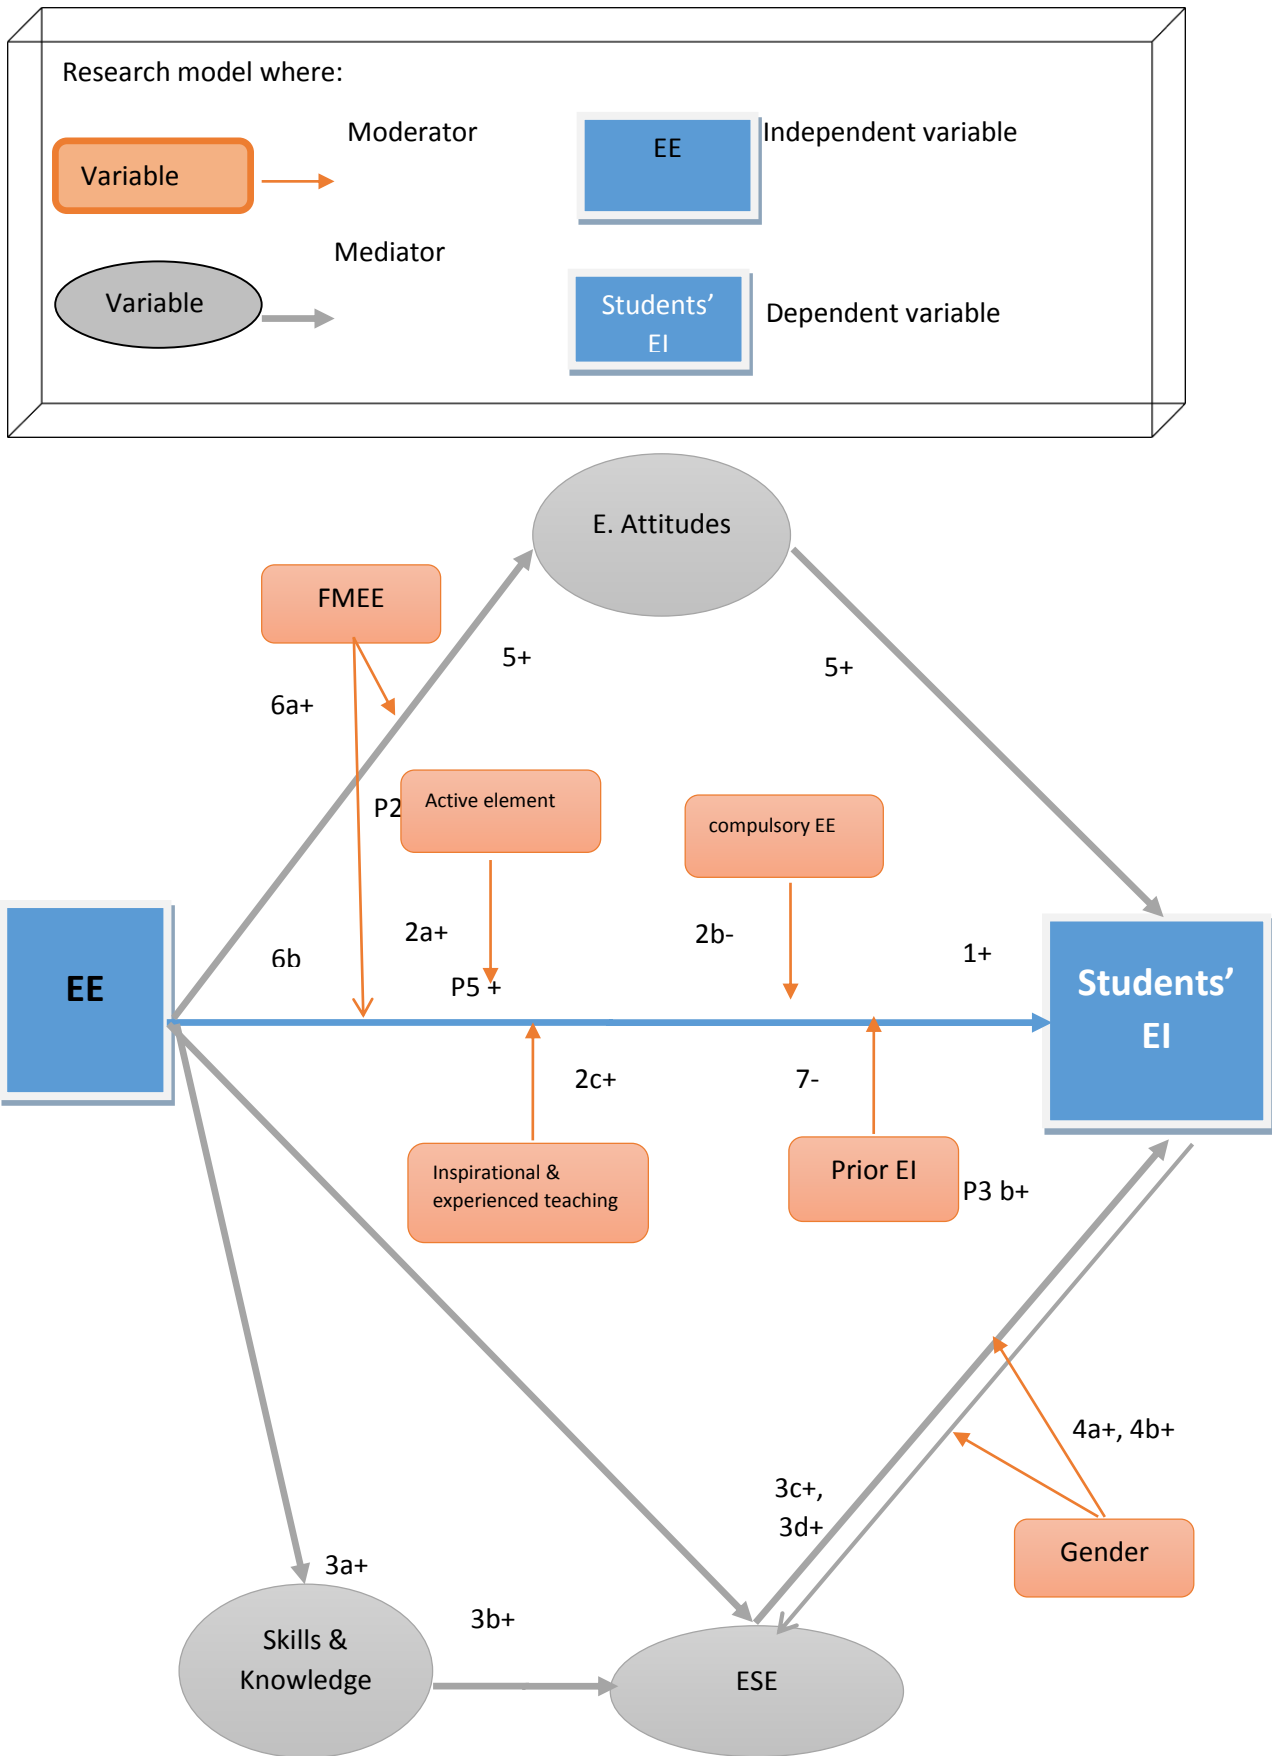 Research model where:
Moderator
Independent variable
EE
Variable
Mediator
Variable
Students’
EI
Dependent variable
E. Attitudes
FMEE
5+
5+
6a+
P2
Active element
compulsory EE
2a+
2b-
1+
6b
P5 +
EE
Students’
EI
2c+
7-
Inspirational &
experienced teaching
Prior EI
P3 b+
4a+, 4b+
3c+,
3d+
Gender
3a+
3b+
Skills &
Knowledge
ESE